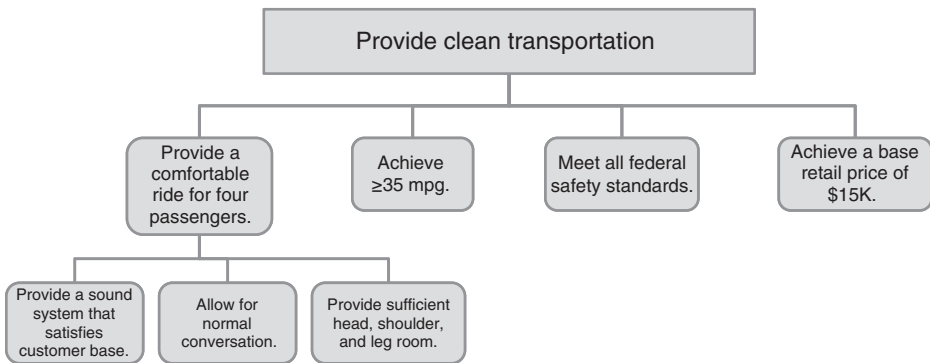 Provide clean transportation
Provide a
comfortable
ride for four
passengers.
Achieve
≥35 mpg.
Meet all federal
safety standards.
Achieve a base
retail price of
$15K.
Provide a sound
system that
satisfies
customer base.
Allow for
normal
conversation.
Provide sufficient
head, shoulder,
and leg room.